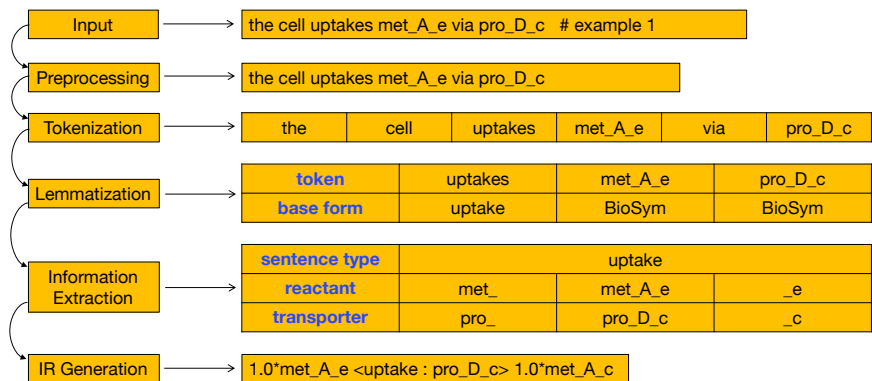 Input
the cell uptakes met_A_e via pro_D_c # example 1
Preprocessing
the cell uptakes met_A_e via pro_D_c
Tokenization
the cell uptakes met_A_e via pro_D_c
Lemmatization
token uptakes met_A_e pro_D_c
base form uptake BioSym BioSym
Information
Extraction
sentence type uptake
reactant met_ met_A_e _e
transporter pro_ pro_D_c _c
IR Generation
1.0*met_A_e <uptake : pro_D_c> 1.0*met_A_c